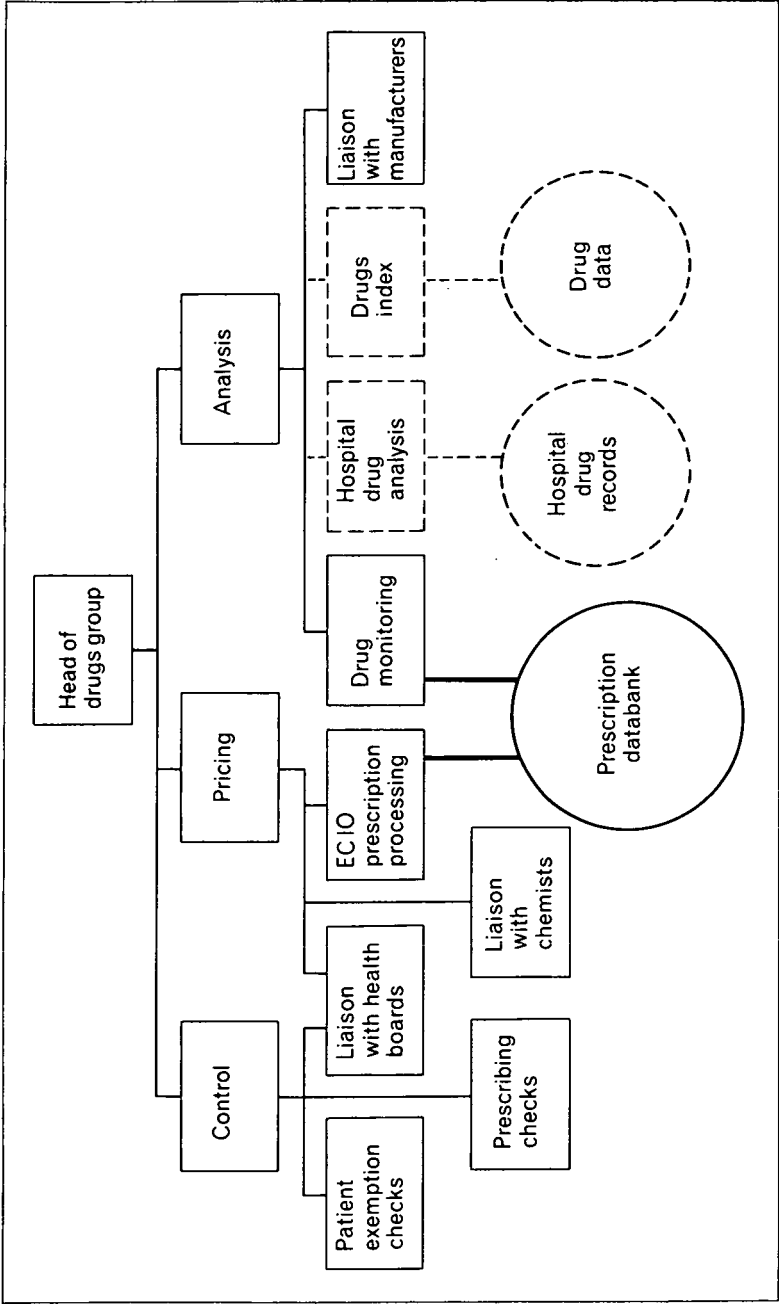 Head of
drugs group
Control
Pricing
Analysis
Patient
exemption
checks
Liaison
with health
boards
ECIO
prescription
processing
Drug
monitoring
Hospital
drug
analysis
Drugs
index
Liaison
with
manufacturers
Prescribing
checks
Liaison
with
chemists
Prescription
databank
Hospital
drug
records
Drug
data